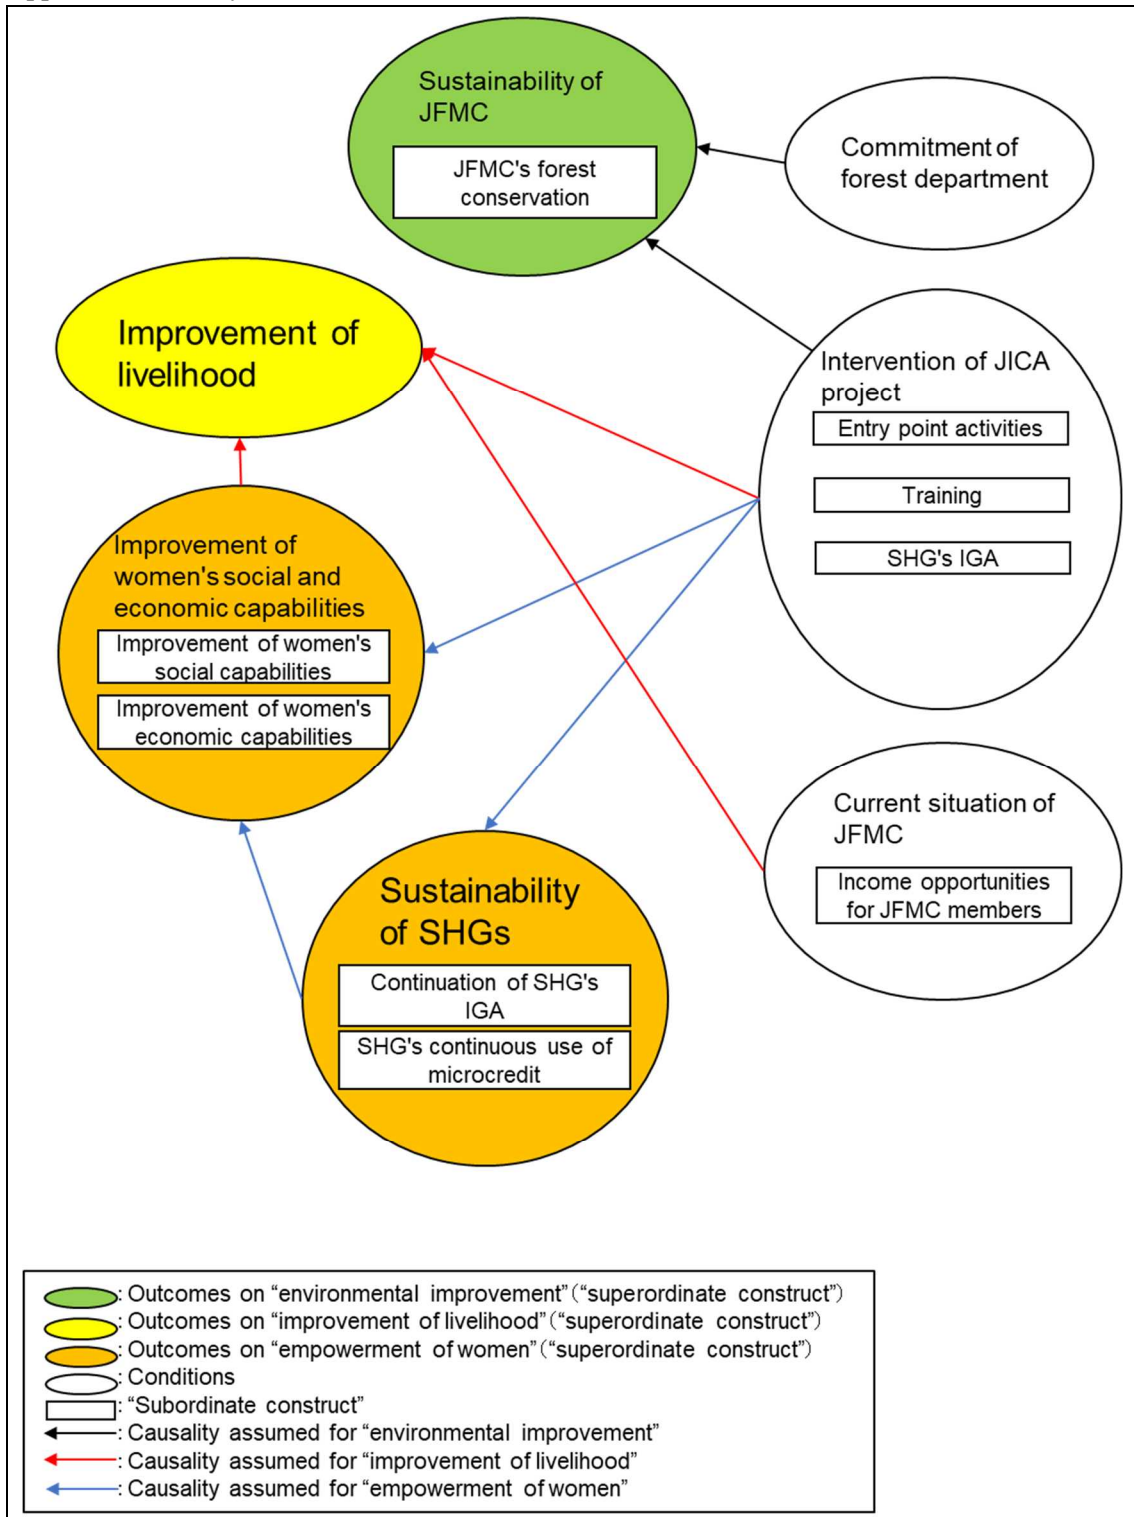 Sustainability of
JFMC
JFMC's forest
conservation
Commitment of
forest department
Improvement of
livelihood
Intervention of JICA
project
Entry point activities
Training
SHG's IGA
Improvement of
women's social and
economic capabilities
Improvement of women's
social capabilities
Improvement of women's
economic capabilities
Current situation of
JFMC
Income opportunities
for JFMC members
Sustainability
of SHGs
Continuation of SHG's
IGA
SHG's continuous use of
microcredit
: Outcomes on “environmental improvement”(“superordinate construct”)
: Outcomes on “improvement of livelihood”(“superordinate construct”)
: Outcomes on “empowerment of women”(“superordinate construct”)
: Conditions
: “Subordinate construct”
: Causality assumed for “environmental improvement”
: Causality assumed for “improvement of livelihood”
: Causality assumed for “empowerment of women”